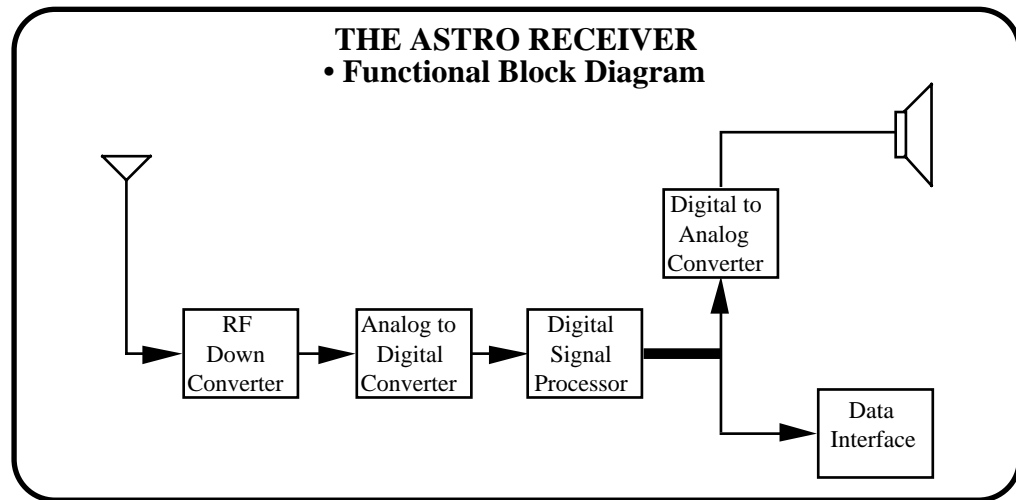 THE ASTRO RECEIVER
• Functional Block Diagram
Digital to
Analog
Converter
RF
Down
Converter
Analog to
Digital
Converter
Digital
Signal
Processor
Data
Interface